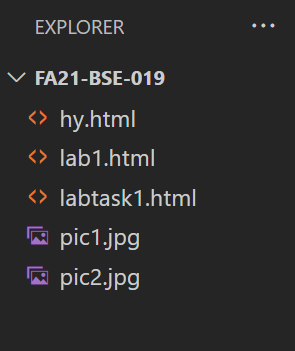 EXPLORER
FA21-BSE-019
hy.html
lab1.html
labtask1.html
pic1.jpg
pic2.jpg